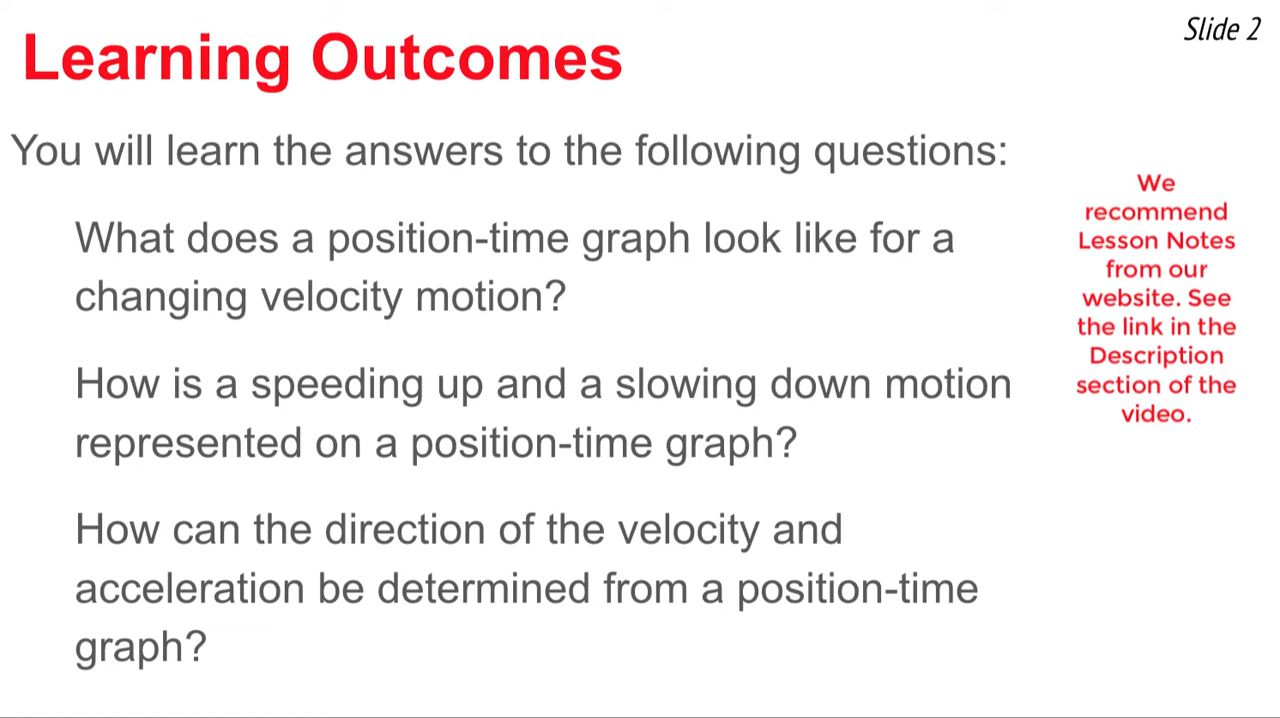 Slide 2
Learning Outcomes
You will learn the answers to the following questions:
What does a position-time graph look like for a
changing velocity motion?
How is a speeding up and a slowing down motion
represented on a position-time graph?
How can the direction of the velocity and
acceleration be determined from a position-time
graph?
We
recommend
Lesson Notes
from our
website. See
the link in the
Description
section of the
video.